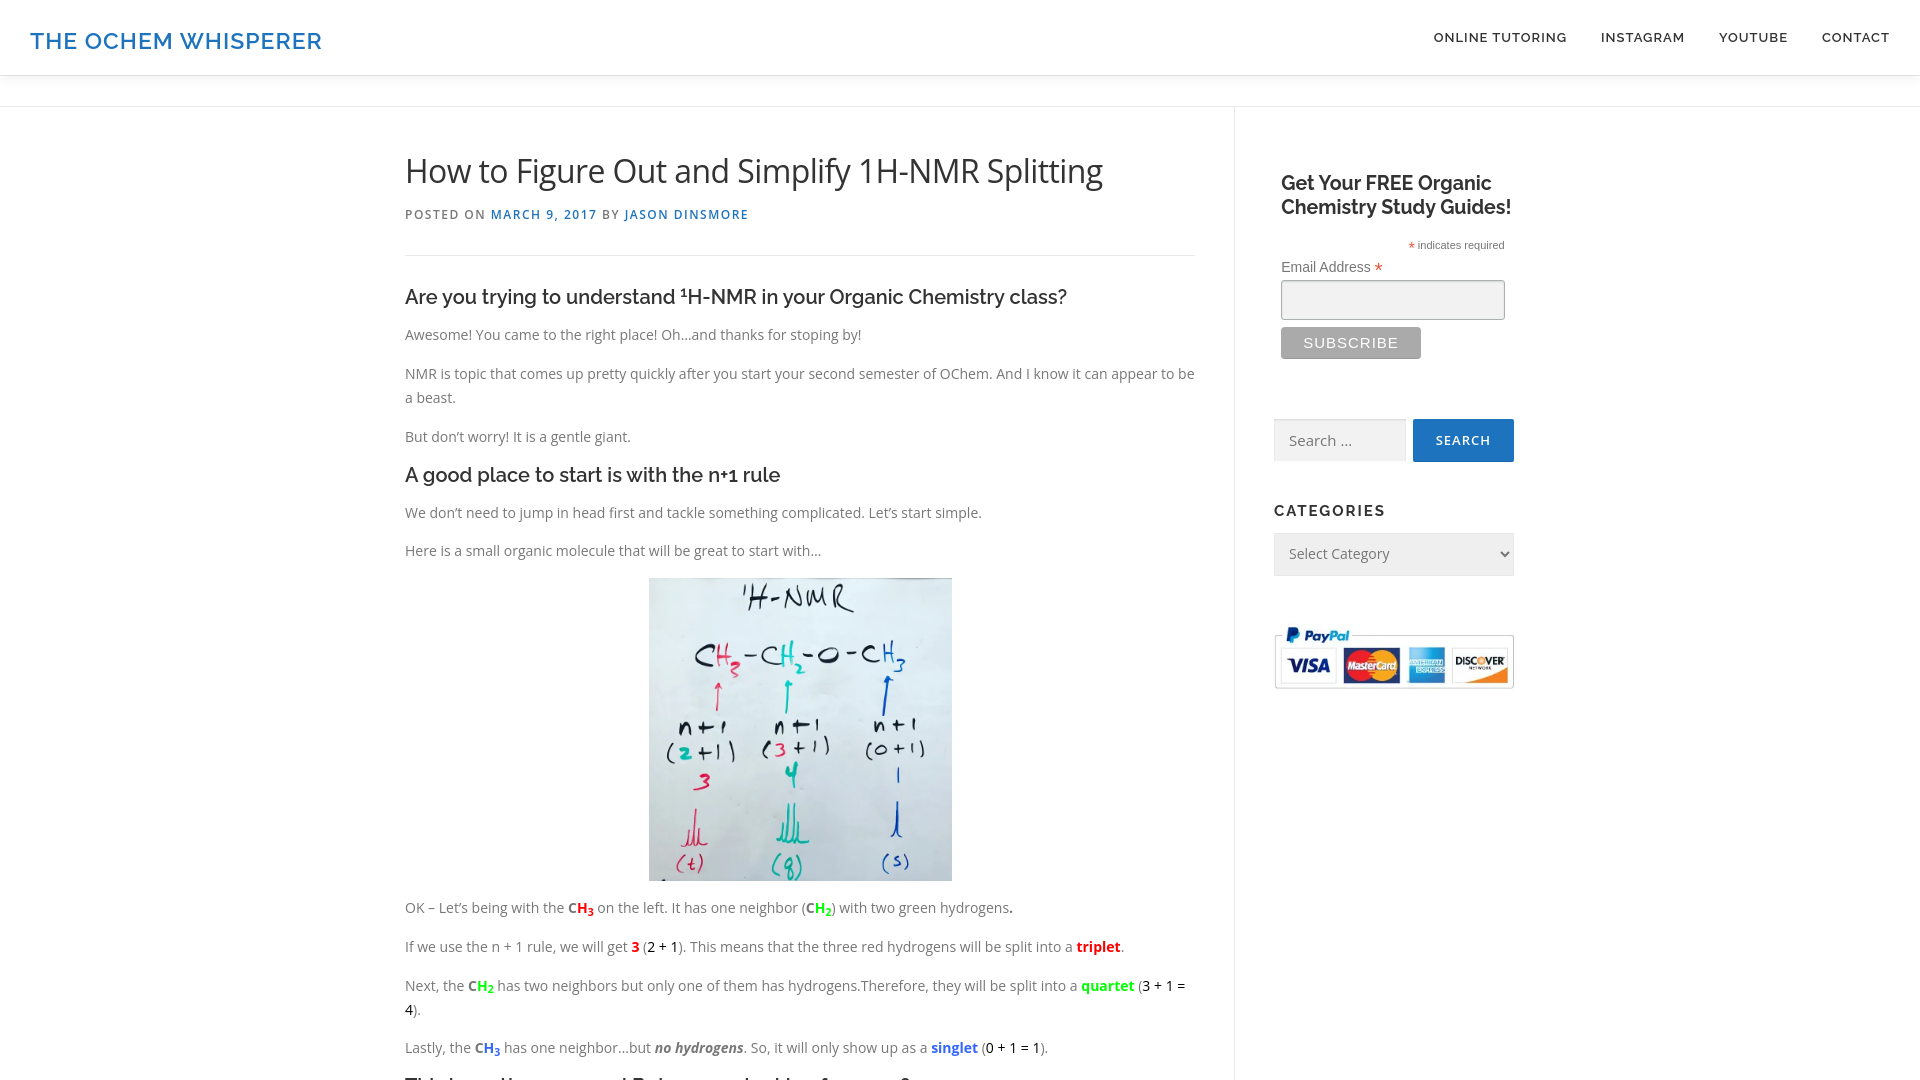 THE OCHEM WHISPERER
ONLINE TUTORING
INSTAGRAM
YOUTUBE
CONTACT
How to Figure Out and Simplify 1H-NMR Splitting
POSTED ON MARCH 9, 2017 BY JASON DINSMORE
Are you trying to understand ¹H-NMR in your Organic Chemistry class?
Awesome! You came to the right place! Oh…and thanks for stoping by!
NMR is topic that comes up pretty quickly after you start your second semester of OChem. And I know it can appear to be
a beast.
But don’t worry! It is a gentle giant.
A good place to start is with the n+1 rule
We don’t need to jump in head first and tackle something complicated. Let’s start simple.
Here is a small organic molecule that will be great to start with…
¹H-NMR
CH₃-CH₂-O-CH₃
n+1 n+1 n+1
(2+1) (3+1) (0+1)
3 4 1
(t) (q) (s)
OK – Let’s being with the CH₃ on the left. It has one neighbor (CH₂) with two green hydrogens.
If we use the n + 1 rule, we will get 3 (2 + 1). This means that the three red hydrogens will be split into a triplet.
Next, the CH₂ has two neighbors but only one of them has hydrogens.Therefore, they will be split into a quartet (3 + 1 =
4).
Lastly, the CH₃ has one neighbor…but no hydrogens. So, it will only show up as a singlet (0 + 1 = 1).
Get Your FREE Organic
Chemistry Study Guides!
* indicates required
Email Address *
SUBSCRIBE
Search …
SEARCH
CATEGORIES
Select Category
PayPal
VISA
MasterCard
AMERICAN EXPRESS
DISCOVER
NETWORK